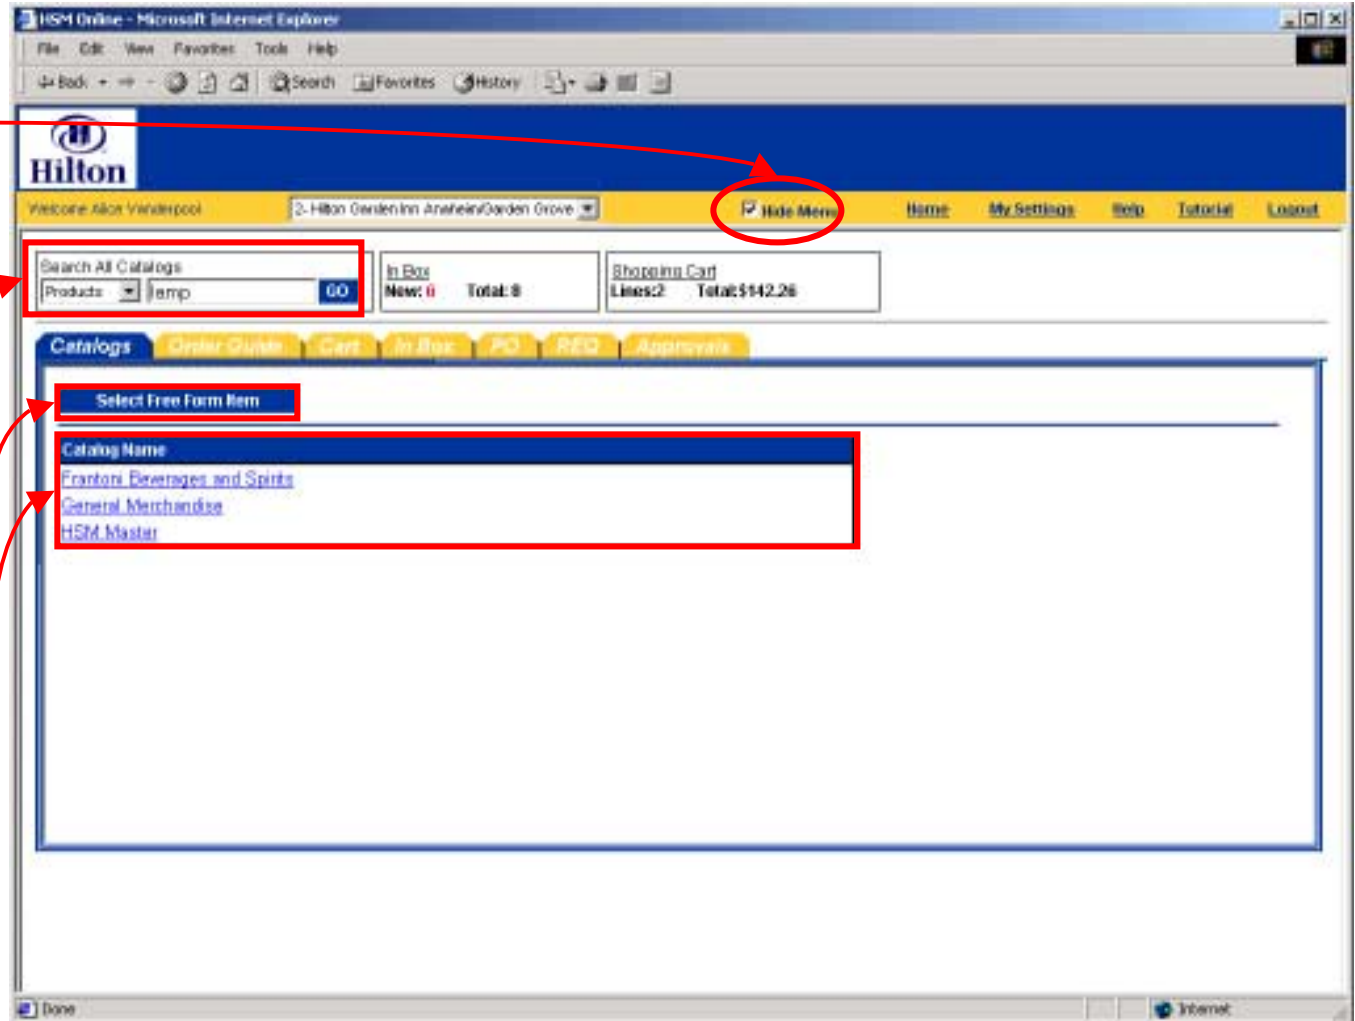 HSM Online - Microsoft Internet Explorer
File Edit View Favorites Tools Help
Back Search Favorites History
Hilton
Welcome Alice Vanderpool 2- Hilton Garden Inn Anaheim/Garden Grove Hide Menu Home My Settings Help Tutorial Logout
Search All Catalogs In Box Shopping Cart
Products lamp GO New: 6 Total: 8 Lines:2 Total:$142.26
Catalogs Order Guide Cart In Box PO REQ Approvals
Select Free Form Item
Catalog Name
Frantoni Beverages and Spirits
General Merchandise
HSM Master
Done Internet